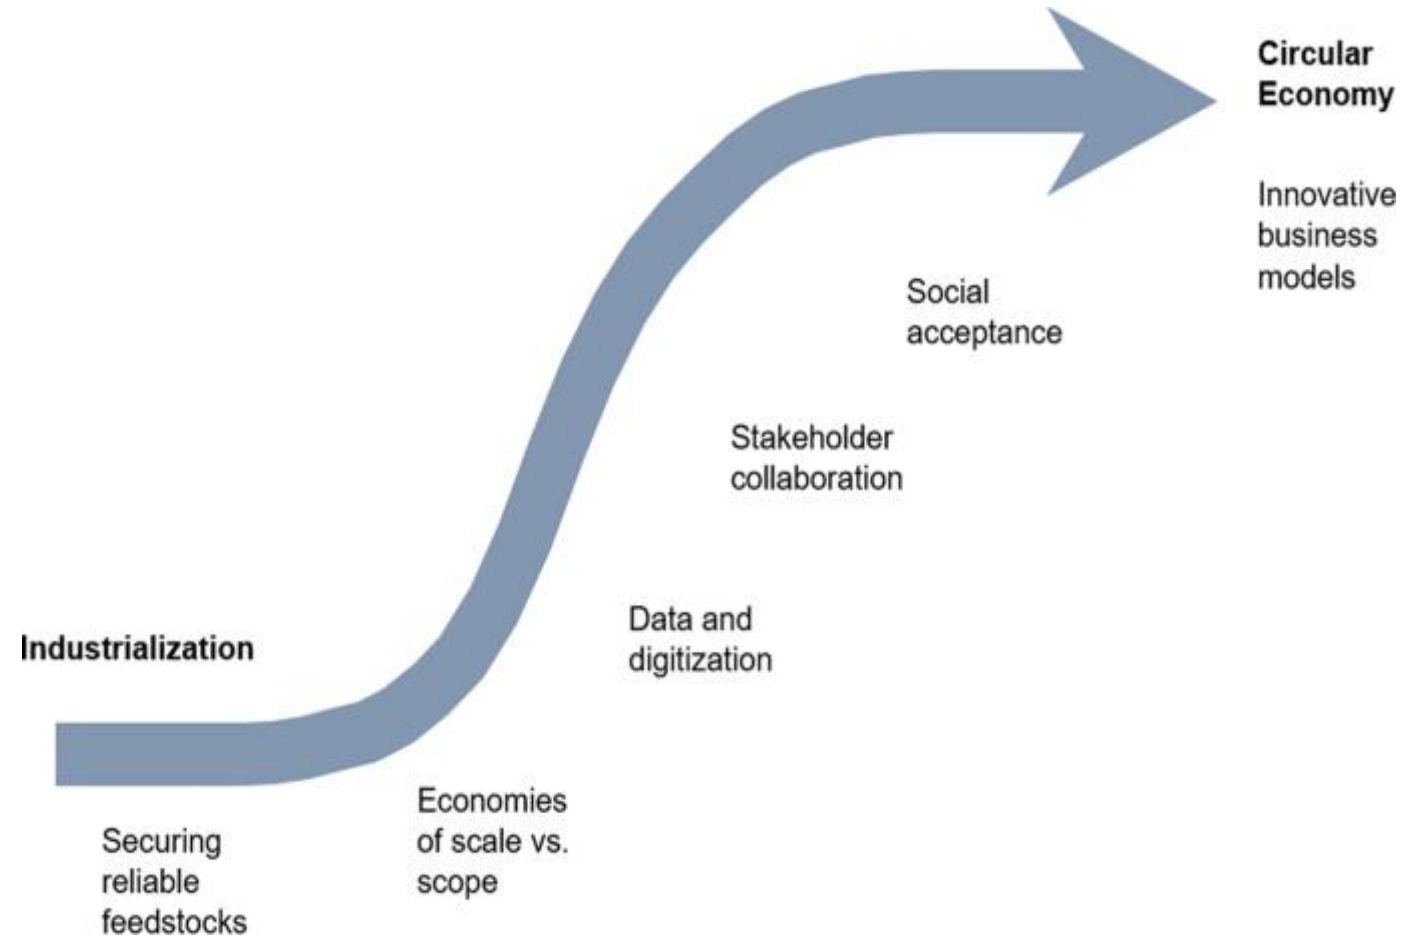 Circular
Economy
Innovative
business
models
Social
acceptance
Stakeholder
collaboration
Data and
digitization
Industrialization
Economies
of scale vs.
scope
Securing
reliable
feedstocks